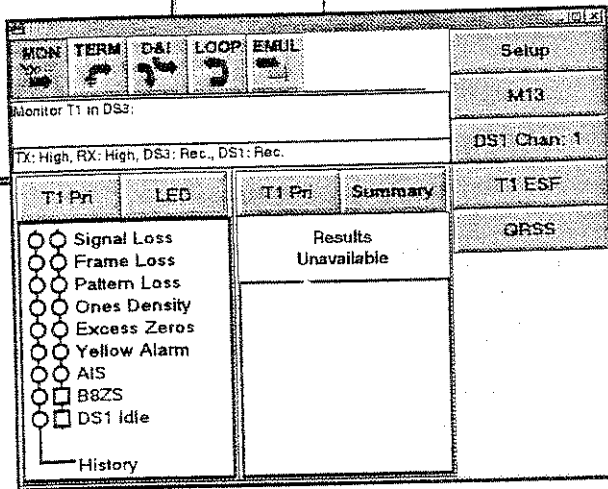 MON TERM D&I LOOP EMUL
Monitor T1 in DS3;
TX: High, RX: High, DS3: Rec., DS1: Rec.
Setup
M13
DS1 Chan: 1
T1 ESF
QRSS
T1 Pri LED
Signal Loss
Frame Loss
Pattern Loss
Ones Density
Excess Zeros
Yellow Alarm
AIS
B8ZS
DS1 Idle
History
T1 Pri Summary
Results
Unavailable